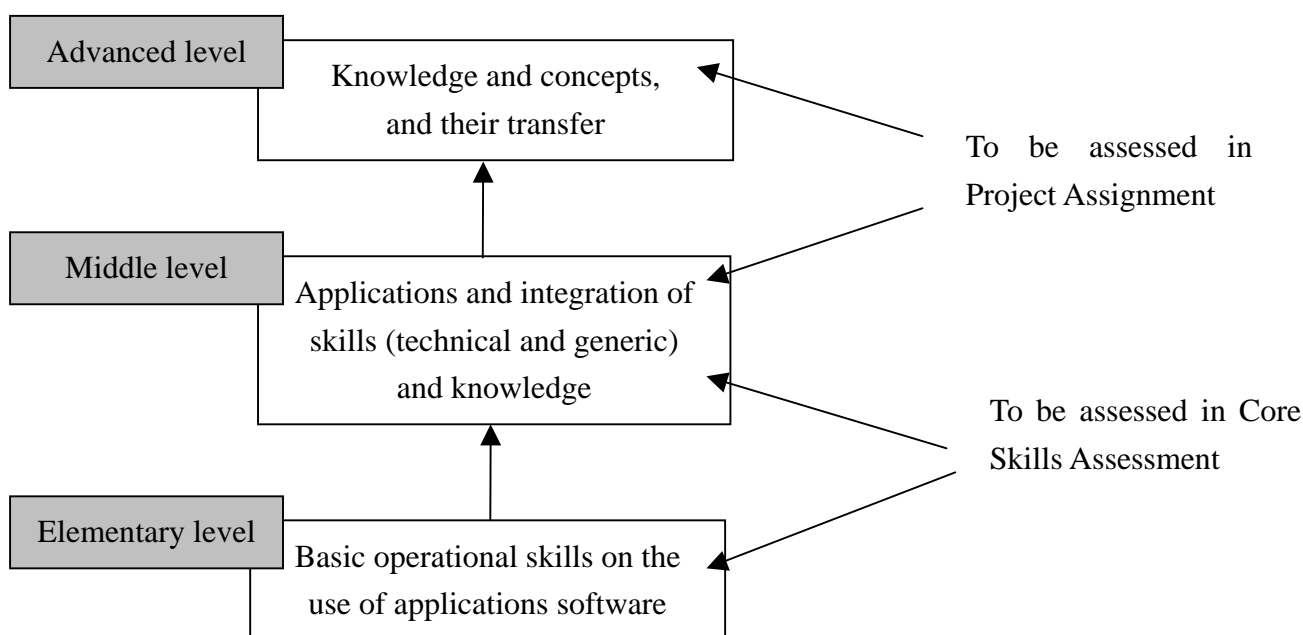 Advanced level
Knowledge and concepts,
and their transfer
To be assessed in
Project Assignment
Middle level
Applications and integration of
skills (technical and generic)
and knowledge
To be assessed in Core
Skills Assessment
Elementary level
Basic operational skills on the
use of applications software